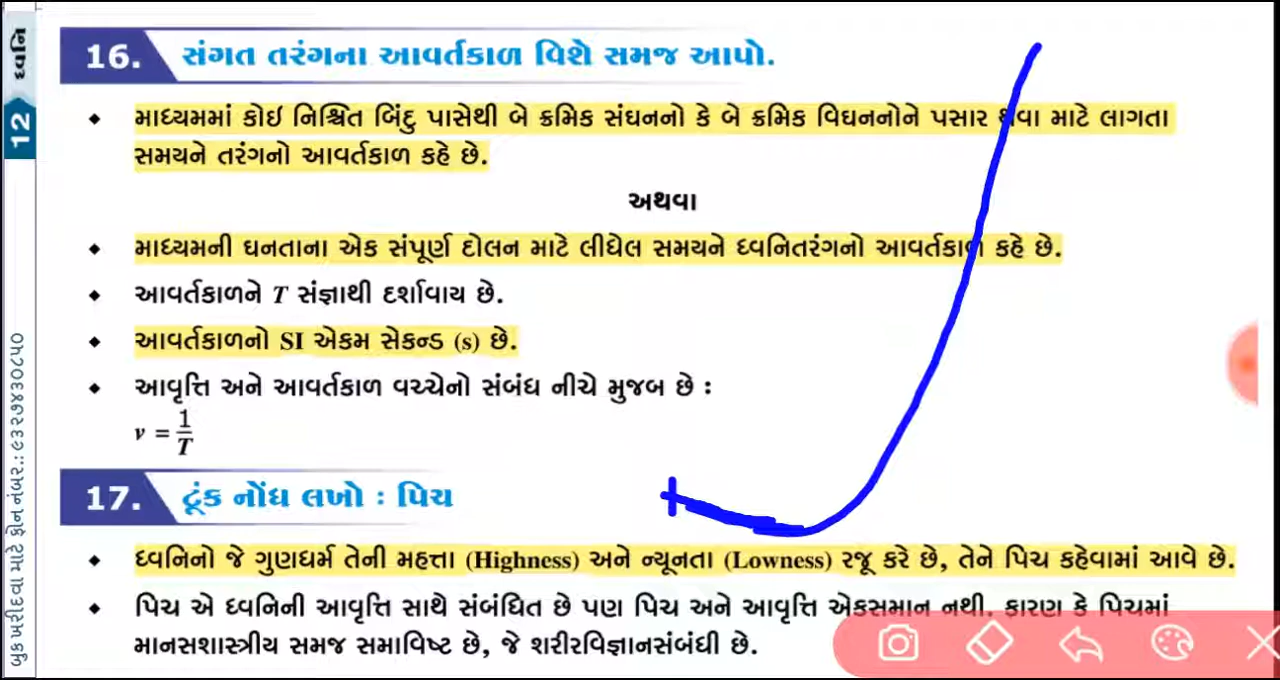 ધ્વનિ
12
બુક ખરીદવા માટે ફોન નંબર.: ૯૩૨૭૪૩૦૮૫૦
16. સંગત તરંગના આવર્તકાળ વિશે સમજ આપો.
◆ માધ્યમમાં કોઈ નિશ્ચિત બિંદુ પાસેથી બે ક્રમિક સંઘનનો કે બે ક્રમિક વિઘનનોને પસાર થવા માટે લાગતા
સમયને તરંગનો આવર્તકાળ કહે છે.
અથવા
◆ માધ્યમની ઘનતાના એક સંપૂર્ણ દોલન માટે લીધેલ સમયને ધ્વનિતરંગનો આવર્તકાળ કહે છે.
◆ આવર્તકાળને T સંજ્ઞાથી દર્શાવાય છે.
◆ આવર્તકાળનો SI એકમ સેકન્ડ (s) છે.
◆ આવૃત્તિ અને આવર્તકાળ વચ્ચેનો સંબંધ નીચે મુજબ છે :
ν = 1/T
17. ટૂંક નોંધ લખો : પિચ
◆ ધ્વનિનો જે ગુણધર્મ તેની મહત્તા (Highness) અને ન્યૂનતા (Lowness) રજૂ કરે છે, તેને પિચ કહેવામાં આવે છે.
◆ પિચ એ ધ્વનિની આવૃત્તિ સાથે સંબંધિત છે પણ પિચ અને આવૃત્તિ એકસમાન નથી. કારણ કે પિચમાં
માનસશાસ્ત્રીય સમજ સમાવિષ્ટ છે, જે શરીરવિજ્ઞાનસંબંધી છે.